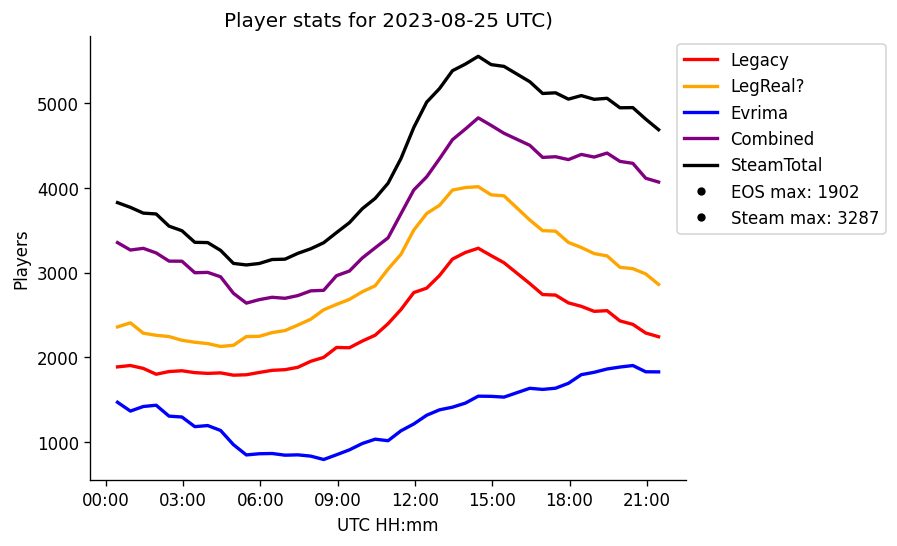 Player stats for 2023-08-25 UTC)
Legacy
LegReal?
Evrima
Combined
SteamTotal
EOS max: 1902
Steam max: 3287
5000
4000
3000
2000
1000
Players
00:00 03:00 06:00 09:00 12:00 15:00 18:00 21:00
UTC HH:mm